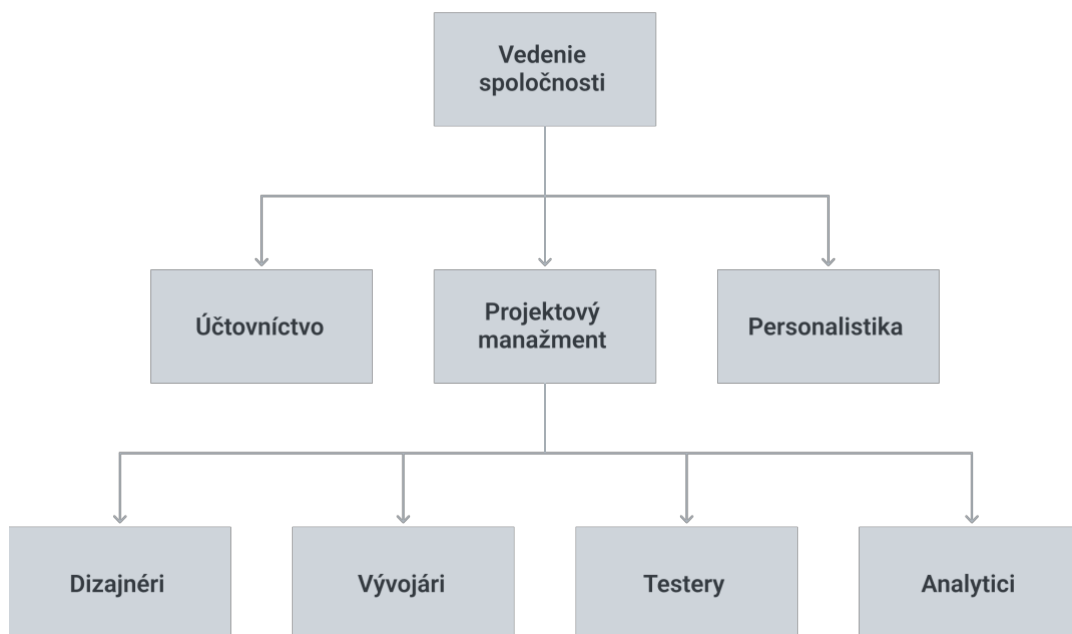 Vedenie
spoločnosti
Účtovníctvo
Projektový
manažment
Personalistika
Dizajnéri
Vývojári
Testery
Analytici